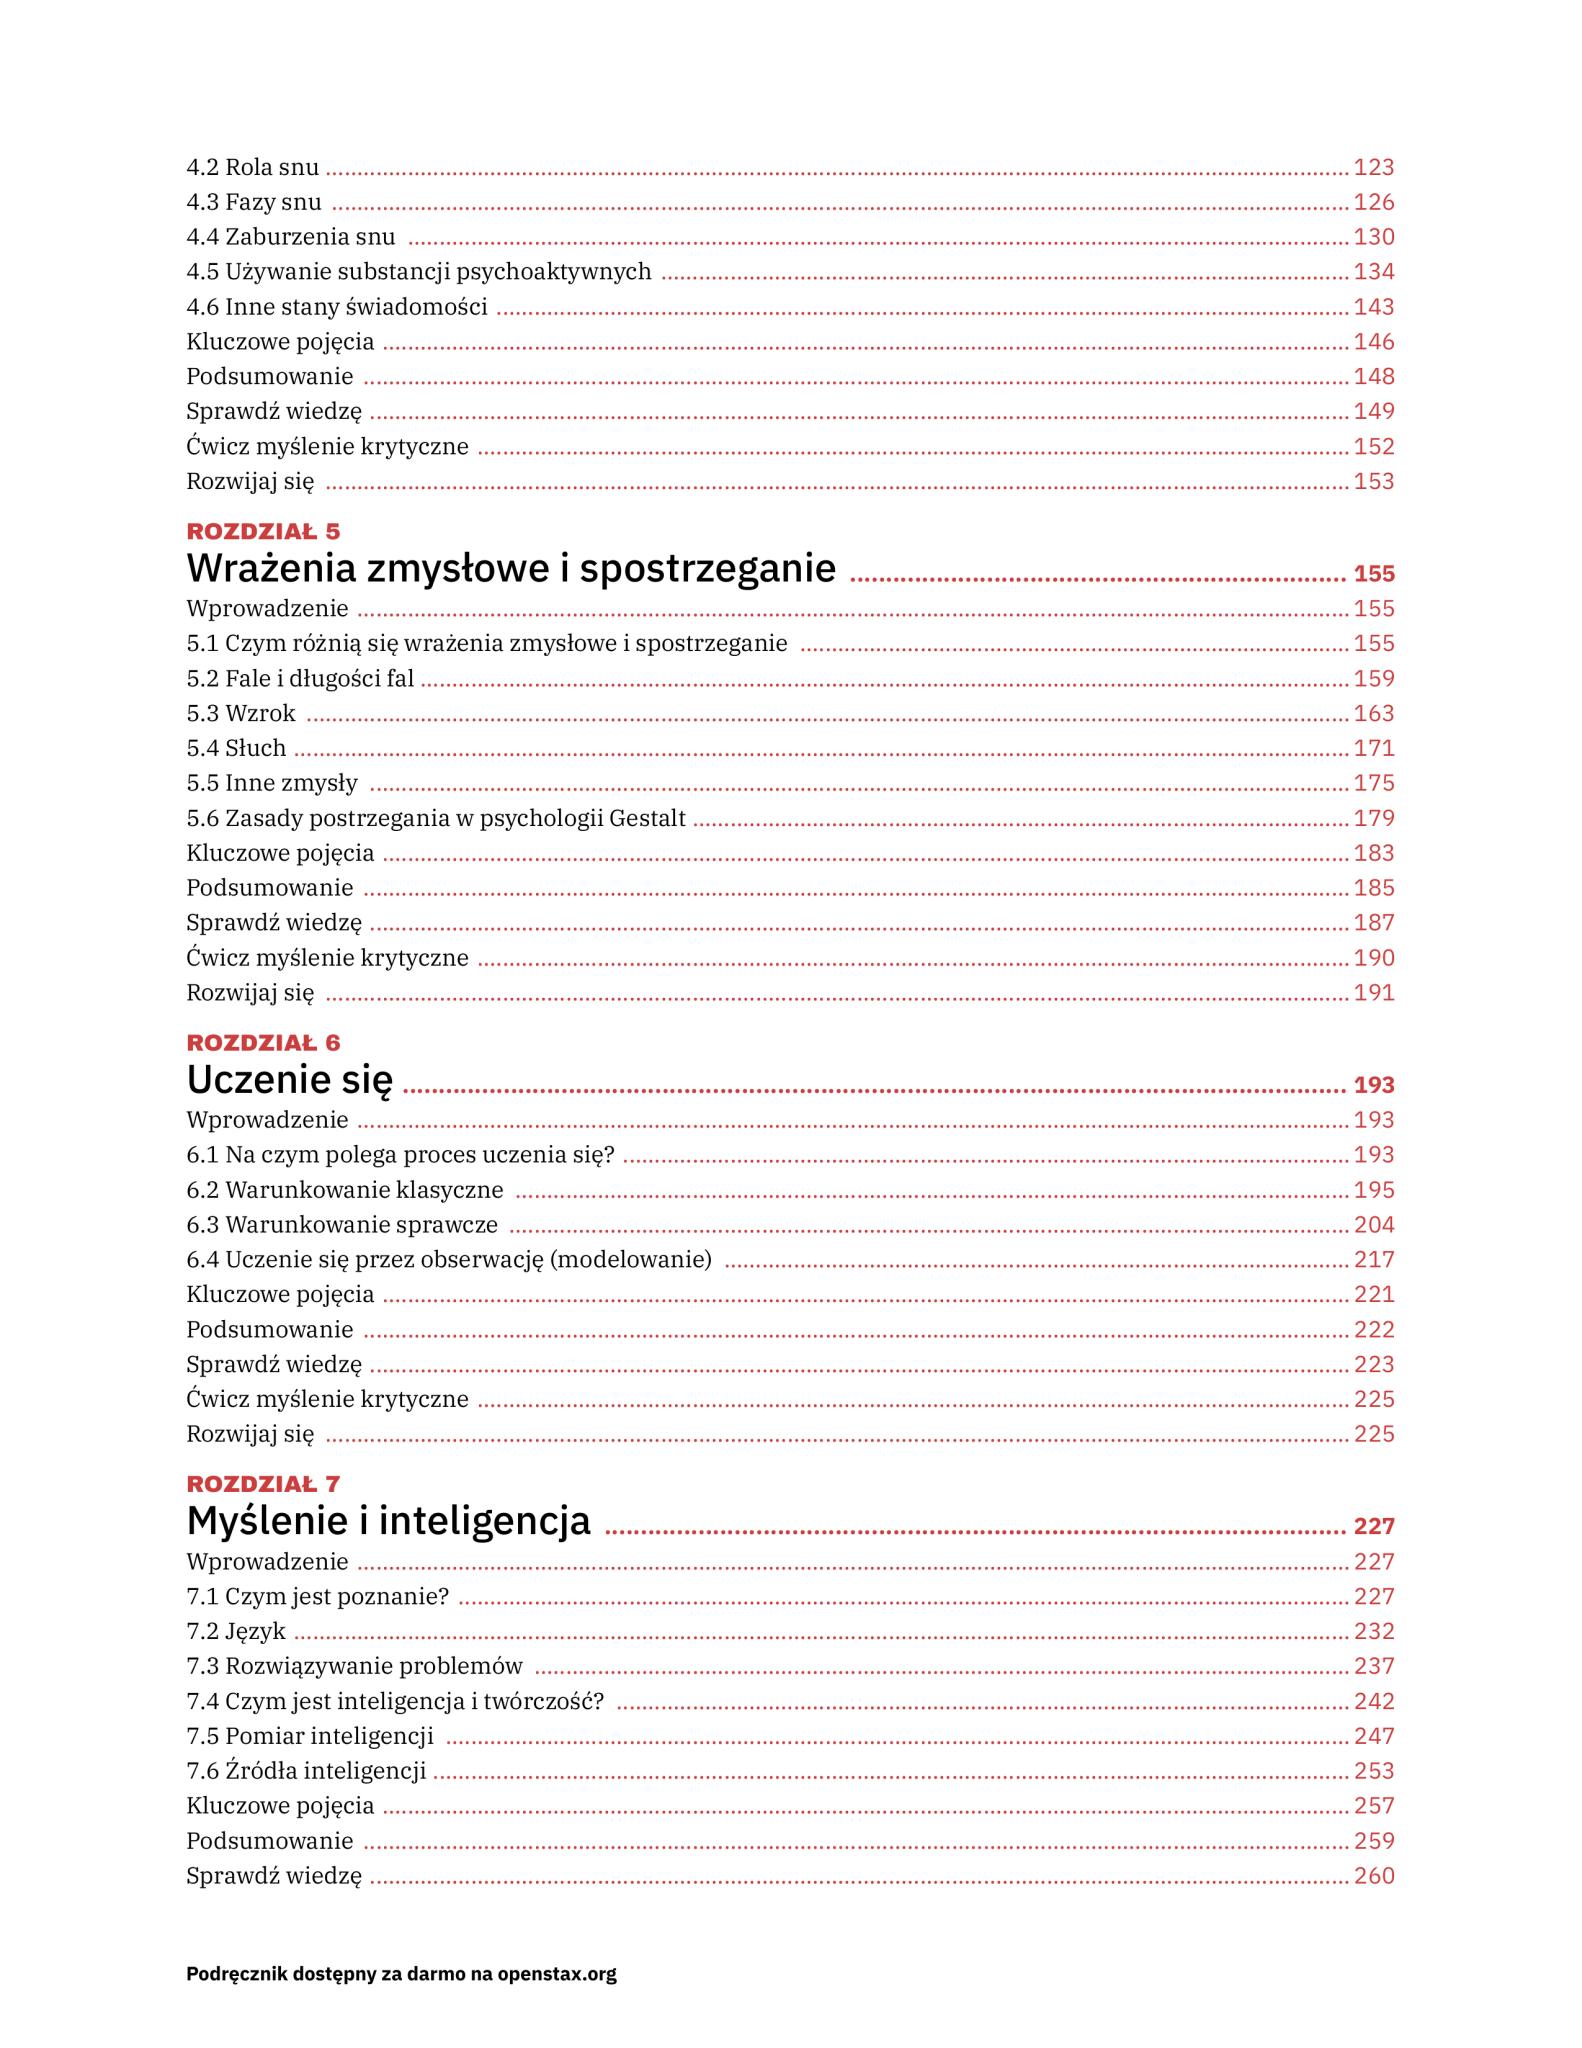 4.2 Rola snu ........ 123
4.3 Fazy snu ........ 126
4.4 Zaburzenia snu ........ 130
4.5 Używanie substancji psychoaktywnych ........ 134
4.6 Inne stany świadomości ........ 143
Kluczowe pojęcia ........ 146
Podsumowanie ........ 148
Sprawdź wiedzę ........ 149
Ćwicz myślenie krytyczne ........ 152
Rozwijaj się ........ 153
ROZDZIAŁ 5
Wrażenia zmysłowe i spostrzeganie ........ 155
Wprowadzenie ........ 155
5.1 Czym różnią się wrażenia zmysłowe i spostrzeganie ........ 155
5.2 Fale i długości fal ........ 159
5.3 Wzrok ........ 163
5.4 Słuch ........ 171
5.5 Inne zmysły ........ 175
5.6 Zasady postrzegania w psychologii Gestalt ........ 179
Kluczowe pojęcia ........ 183
Podsumowanie ........ 185
Sprawdź wiedzę ........ 187
Ćwicz myślenie krytyczne ........ 190
Rozwijaj się ........ 191
ROZDZIAŁ 6
Uczenie się ........ 193
Wprowadzenie ........ 193
6.1 Na czym polega proces uczenia się? ........ 193
6.2 Warunkowanie klasyczne ........ 195
6.3 Warunkowanie sprawcze ........ 204
6.4 Uczenie się przez obserwację (modelowanie) ........ 217
Kluczowe pojęcia ........ 221
Podsumowanie ........ 222
Sprawdź wiedzę ........ 223
Ćwicz myślenie krytyczne ........ 225
Rozwijaj się ........ 225
ROZDZIAŁ 7
Myślenie i inteligencja ........ 227
Wprowadzenie ........ 227
7.1 Czym jest poznanie? ........ 227
7.2 Język ........ 232
7.3 Rozwiązywanie problemów ........ 237
7.4 Czym jest inteligencja i twórczość? ........ 242
7.5 Pomiar inteligencji ........ 247
7.6 Źródła inteligencji ........ 253
Kluczowe pojęcia ........ 257
Podsumowanie ........ 259
Sprawdź wiedzę ........ 260
Podręcznik dostępny za darmo na openstax.org